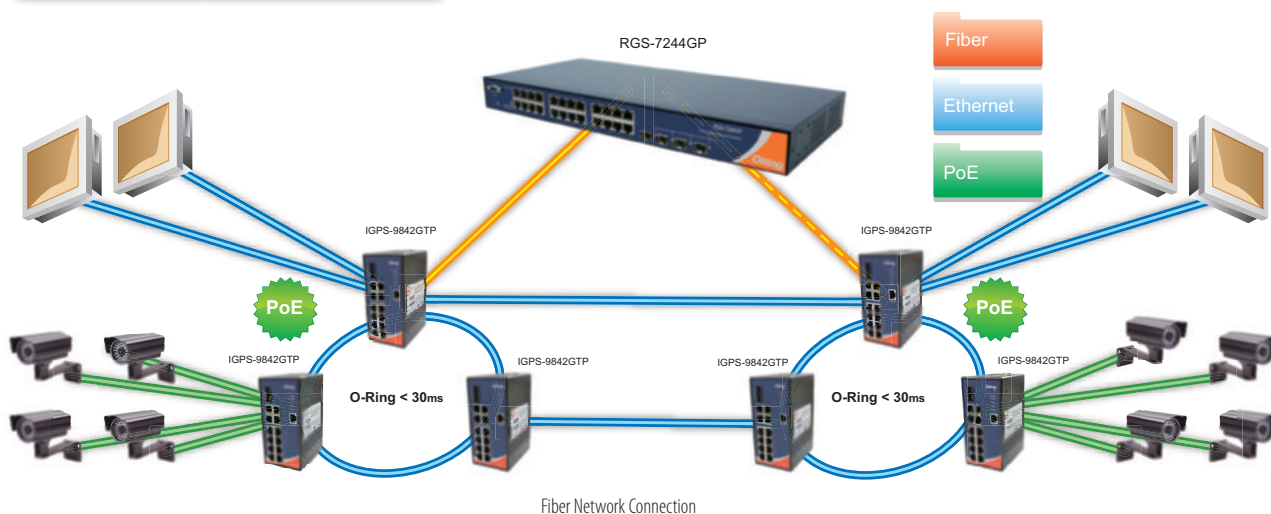 RGS-7244GP
Fiber
Ethernet
PoE
IGPS-9842GTP
IGPS-9842GTP
PoE
PoE
IGPS-9842GTP
IGPS-9842GTP
IGPS-9842GTP
IGPS-9842GTP
O-Ring < 30ms
O-Ring < 30ms
ORing
Fiber Network Connection